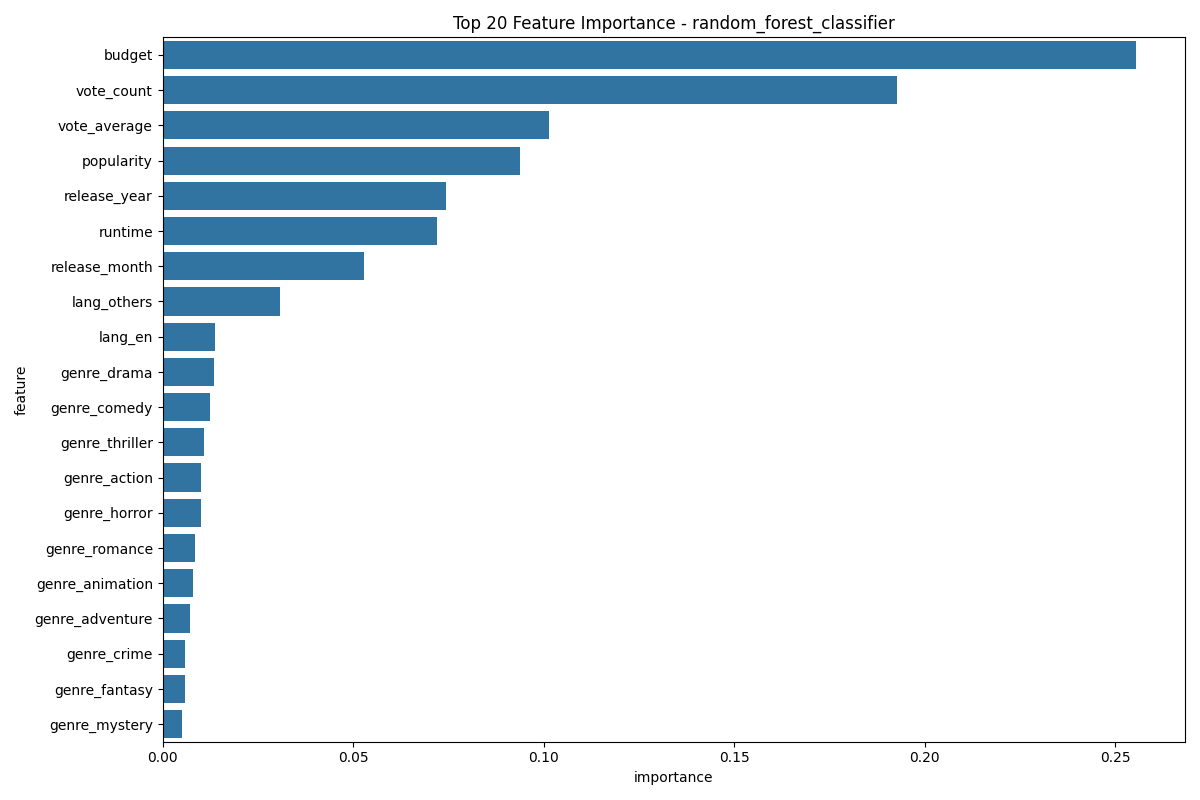 Top 20 Feature Importance - random_forest_classifier
budget
vote_count
vote_average
popularity
release_year
runtime
release_month
lang_others
lang_en
genre_drama
genre_comedy
genre_thriller
genre_action
genre_horror
genre_romance
genre_animation
genre_adventure
genre_crime
genre_fantasy
genre_mystery
feature
0.00 0.05 0.10 0.15 0.20 0.25
importance